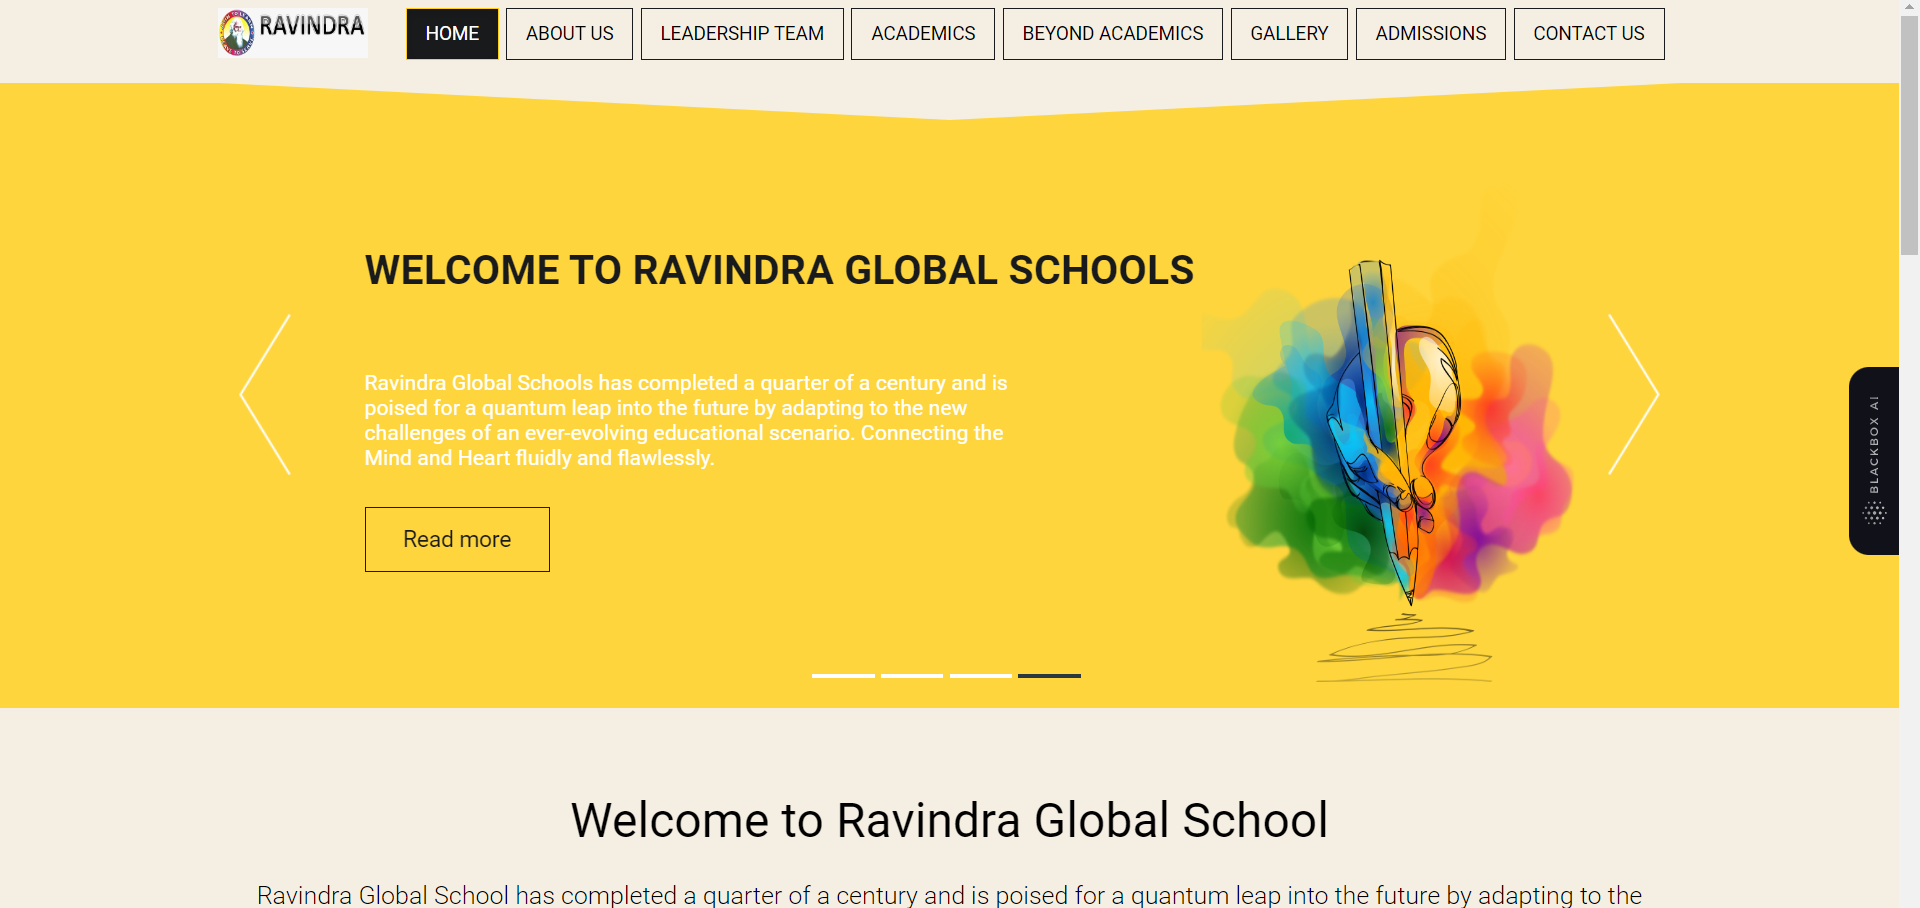 RAVINDRA
HOME
ABOUT US
LEADERSHIP TEAM
ACADEMICS
BEYOND ACADEMICS
GALLERY
ADMISSIONS
CONTACT US
WELCOME TO RAVINDRA GLOBAL SCHOOLS
Ravindra Global Schools has completed a quarter of a century and is
poised for a quantum leap into the future by adapting to the new
challenges of an ever-evolving educational scenario. Connecting the
Mind and Heart fluidly and flawlessly.
Read more
BLACKBOX AI
Welcome to Ravindra Global School
Ravindra Global School has completed a quarter of a century and is poised for a quantum leap into the future by adapting to the